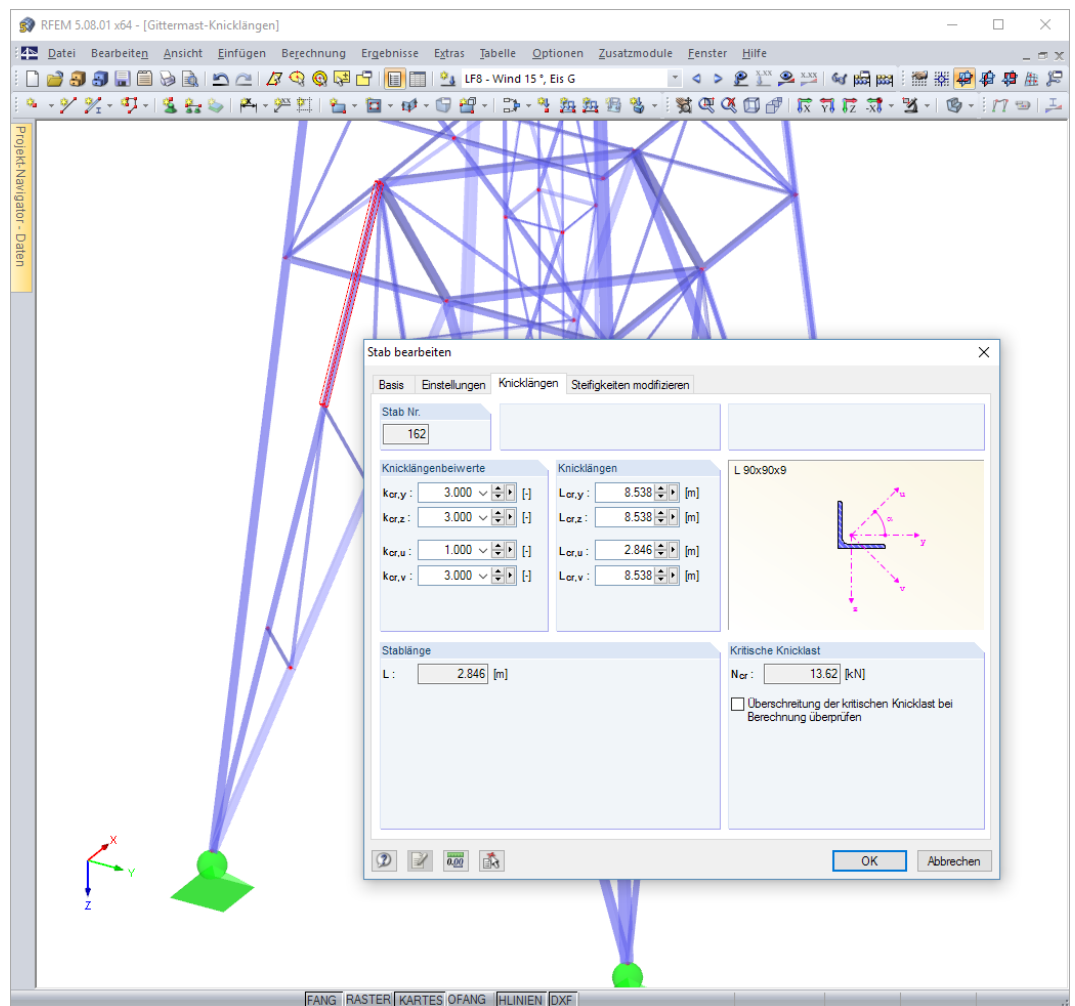 RFEM 5.08.01 x64 - [Gittermast-Knicklängen]
Datei Bearbeiten Ansicht Einfügen Berechnung Ergebnisse Extras Tabelle Optionen Zusatzmodule Fenster Hilfe
LF8 - Wind 15 °, Eis G
Projekt-Navigator - Daten
Stab bearbeiten
Basis Einstellungen Knicklängen Steifigkeiten modifizieren
Stab Nr.
162
Knicklängenbeiwerte Knicklängen L 90x90x9
kcr,y : 3.000 [-] Lcr,y : 8.538 [m]
kcr,z : 3.000 [-] Lcr,z : 8.538 [m]
kcr,u : 1.000 [-] Lcr,u : 2.846 [m]
kcr,v : 3.000 [-] Lcr,v : 8.538 [m]
u
α
y
v
z
Stablänge Kritische Knicklast
L : 2.846 [m] Ncr : 13.62 [kN]
Überschreitung der kritischen Knicklast bei
Berechnung überprüfen
0,00
OK Abbrechen
X
Y
Z
FANG RASTER KARTES OFANG HLINIEN DXF